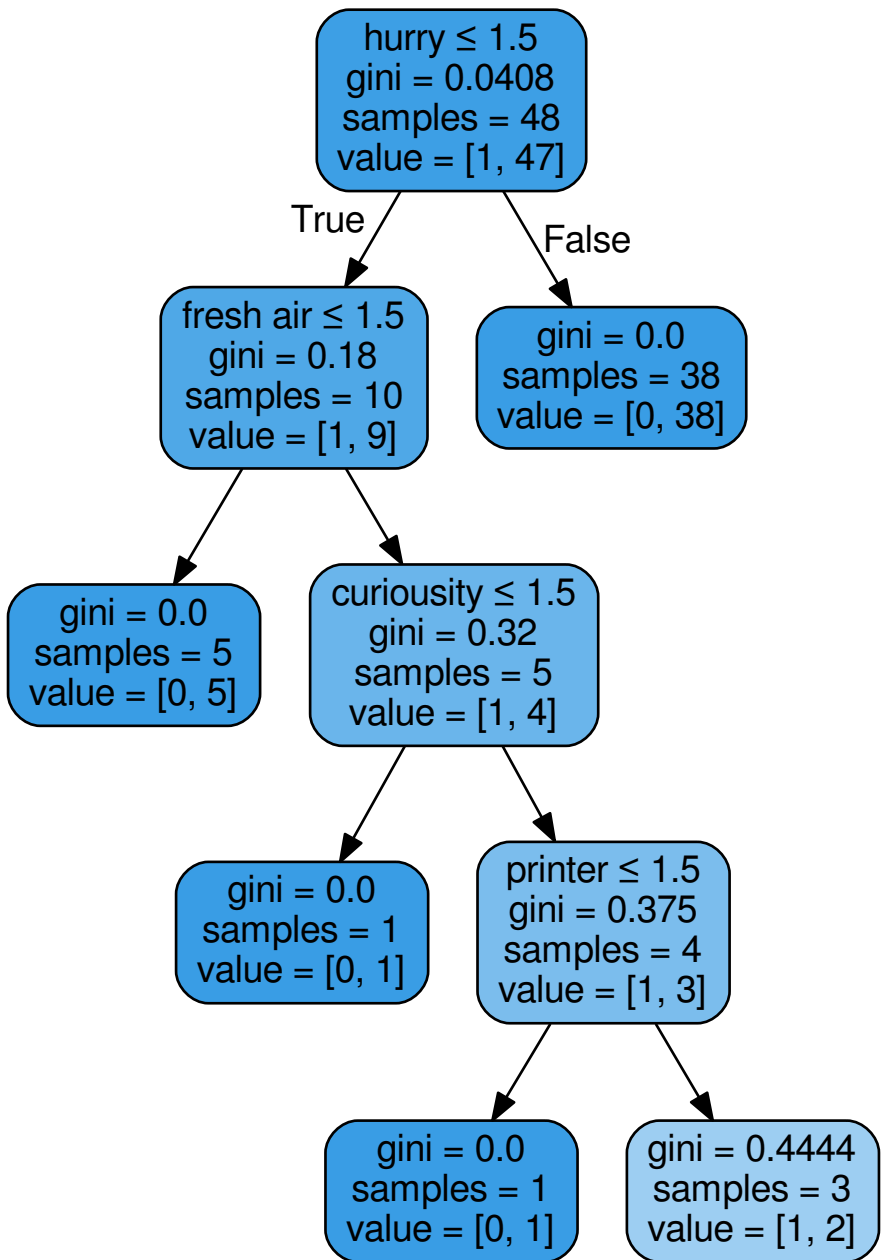 hurry ≤ 1.5
gini = 0.0408
samples = 48
value = [1, 47]
True
False
fresh air ≤ 1.5
gini = 0.18
samples = 10
value = [1, 9]
gini = 0.0
samples = 38
value = [0, 38]
gini = 0.0
samples = 5
value = [0, 5]
curiousity ≤ 1.5
gini = 0.32
samples = 5
value = [1, 4]
gini = 0.0
samples = 1
value = [0, 1]
printer ≤ 1.5
gini = 0.375
samples = 4
value = [1, 3]
gini = 0.0
samples = 1
value = [0, 1]
gini = 0.4444
samples = 3
value = [1, 2]